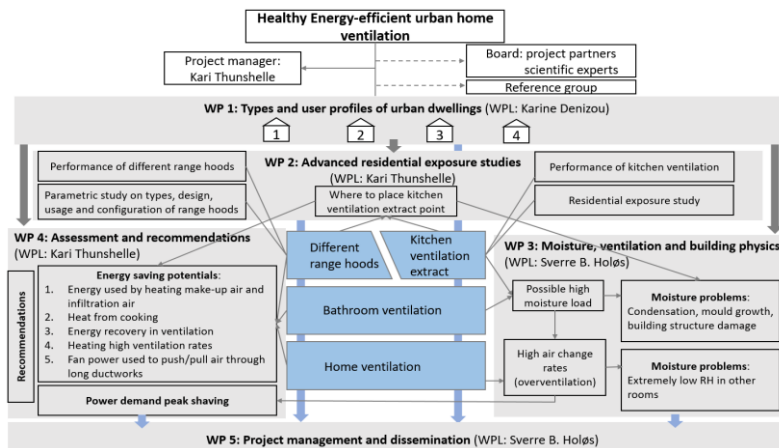 Healthy Energy-efficient urban home
ventilation
Project manager:
Kari Thunshelle
Board: project partners
scientific experts
Reference group
WP 1: Types and user profiles of urban dwellings (WPL: Karine Denizou)
1
2
3
4
WP 2: Advanced residential exposure studies
(WPL: Kari Thunshelle)
Performance of different range hoods
Parametric study on types, design,
usage and configuration of range hoods
Where to place kitchen
ventilation extract point
Performance of kitchen ventilation
Residential exposure study
WP 4: Assessment and recommendations
(WPL: Kari Thunshelle)
Recommendations
Energy saving potentials:
1. Energy used by heating make-up air and
infiltration air
2. Heat from cooking
3. Energy recovery in ventilation
4. Heating high ventilation rates
5. Fan power used to push/pull air through
long ductworks
Power demand peak shaving
Different
range hoods
Kitchen
ventilation
extract
Bathroom ventilation
Home ventilation
WP 3: Moisture, ventilation and building physics
(WPL: Sverre B. Holøs)
Possible high
moisture load
Moisture problems:
Condensation, mould growth,
building structure damage
High air change
rates
(overventilation)
Moisture problems:
Extremely low RH in other
rooms
WP 5: Project management and dissemination (WPL: Sverre B. Holøs)